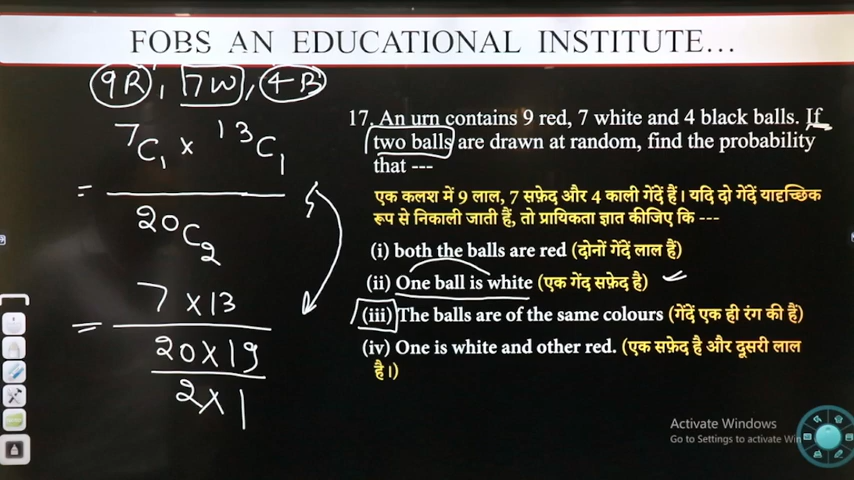 FOBS AN EDUCATIONAL INSTITUTE...
9R, 7W, 4B
17. An urn contains 9 red, 7 white and 4 black balls. If
two balls are drawn at random, find the probability
that ---
एक कलश में 9 लाल, 7 सफ़ेद और 4 काली गेंदें हैं। यदि दो गेंदें यादृच्छिक
रूप से निकाली जाती हैं, तो प्रायिकता ज्ञात कीजिए कि ---
(i) both the balls are red (दोनों गेंदें लाल हैं)
(ii) One ball is white (एक गेंद सफ़ेद है)
(iii) The balls are of the same colours (गेंदें एक ही रंग की हैं)
(iv) One is white and other red. (एक सफ़ेद है और दूसरी लाल
है।)
7C1 × 13C1
=
20C2
7 × 13
=
20 × 19
2 × 1
Activate Windows
Go to Settings to activate Win